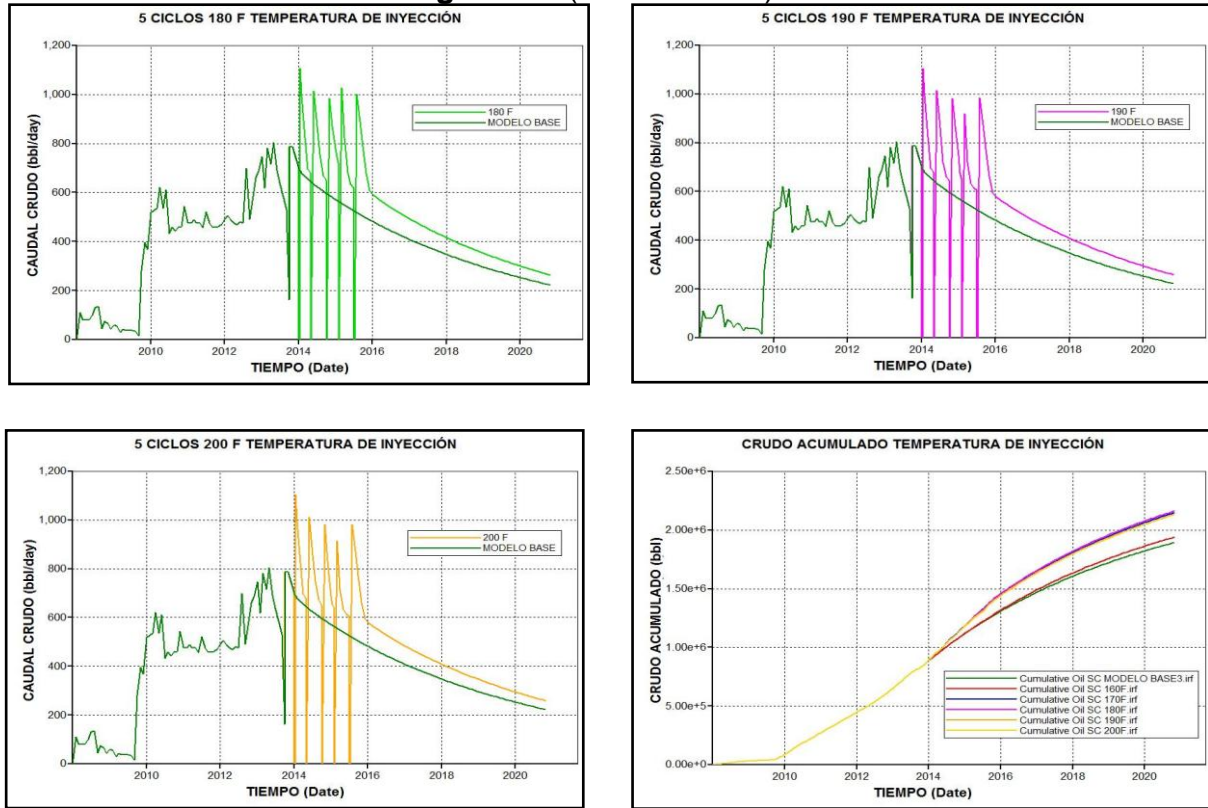 5 CICLOS 180 F TEMPERATURA DE INYECCIÓN
CAUDAL CRUDO (bbl/day)
1,200
1,000
800
600
400
200
0
180 F
MODELO BASE
2010 2012 2014 2016 2018 2020
TIEMPO (Date)
5 CICLOS 190 F TEMPERATURA DE INYECCIÓN
CAUDAL CRUDO (bbl/day)
1,200
1,000
800
600
400
200
0
190 F
MODELO BASE
2010 2012 2014 2016 2018 2020
TIEMPO (Date)
5 CICLOS 200 F TEMPERATURA DE INYECCIÓN
CAUDAL CRUDO (bbl/day)
1,200
1,000
800
600
400
200
0
200 F
MODELO BASE
2010 2012 2014 2016 2018 2020
TIEMPO (Date)
CRUDO ACUMULADO TEMPERATURA DE INYECCIÓN
CRUDO ACUMULADO (bbl)
2.50e+6
2.00e+6
1.50e+6
1.00e+6
5.00e+5
0.00e+0
Cumulative Oil SC MODELO BASE3.irf
Cumulative Oil SC 160F.irf
Cumulative Oil SC 170F.irf
Cumulative Oil SC 180F.irf
Cumulative Oil SC 190F.irf
Cumulative Oil SC 200F.irf
2010 2012 2014 2016 2018 2020
TIEMPO (Date)